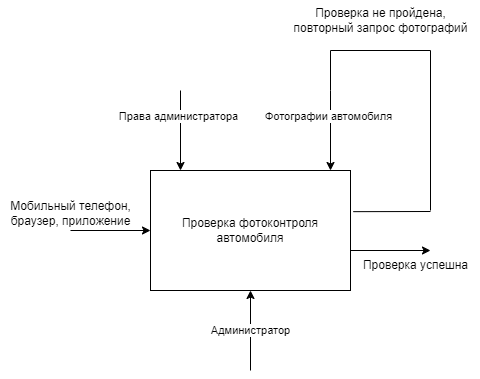 Проверка не пройдена,
повторный запрос фотографий
Права администратора
Фотографии автомобиля
Мобильный телефон,
браузер, приложение
Проверка фотоконтроля
автомобиля
Проверка успешна
Администратор